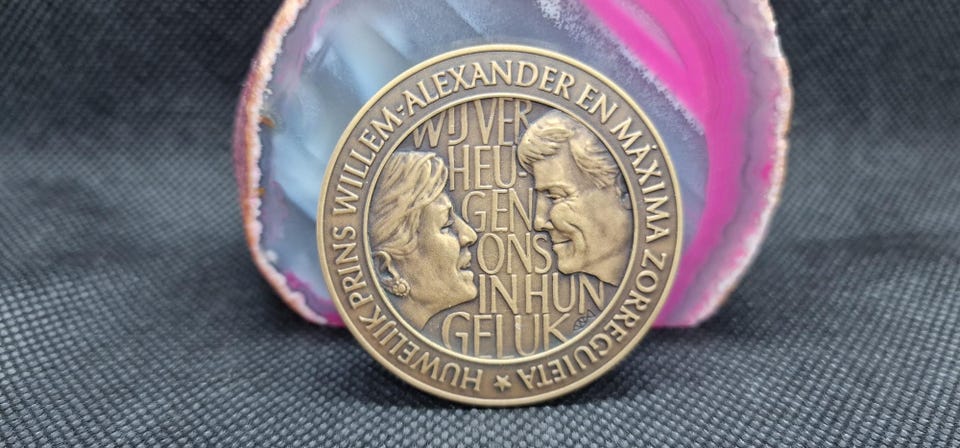 HUWELIJK PRINS WILLEM-ALEXANDER EN MÁXIMA ZORREGUIETA ★
WIJ VER
HEU-
GEN
ONS
IN HUN
GELUK